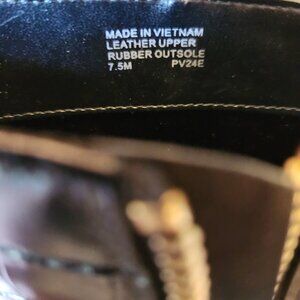 MADE IN VIETNAM
LEATHER UPPER
RUBBER OUTSOLE
7.5M PV24E